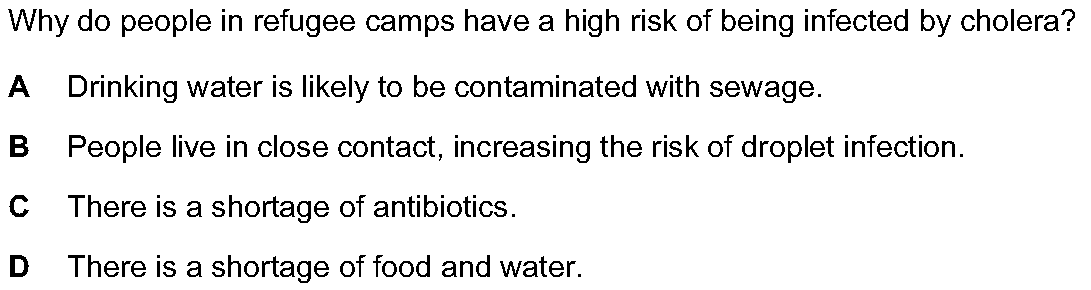 Why do people in refugee camps have a high risk of being infected by cholera?
A Drinking water is likely to be contaminated with sewage.
B People live in close contact, increasing the risk of droplet infection.
C There is a shortage of antibiotics.
D There is a shortage of food and water.